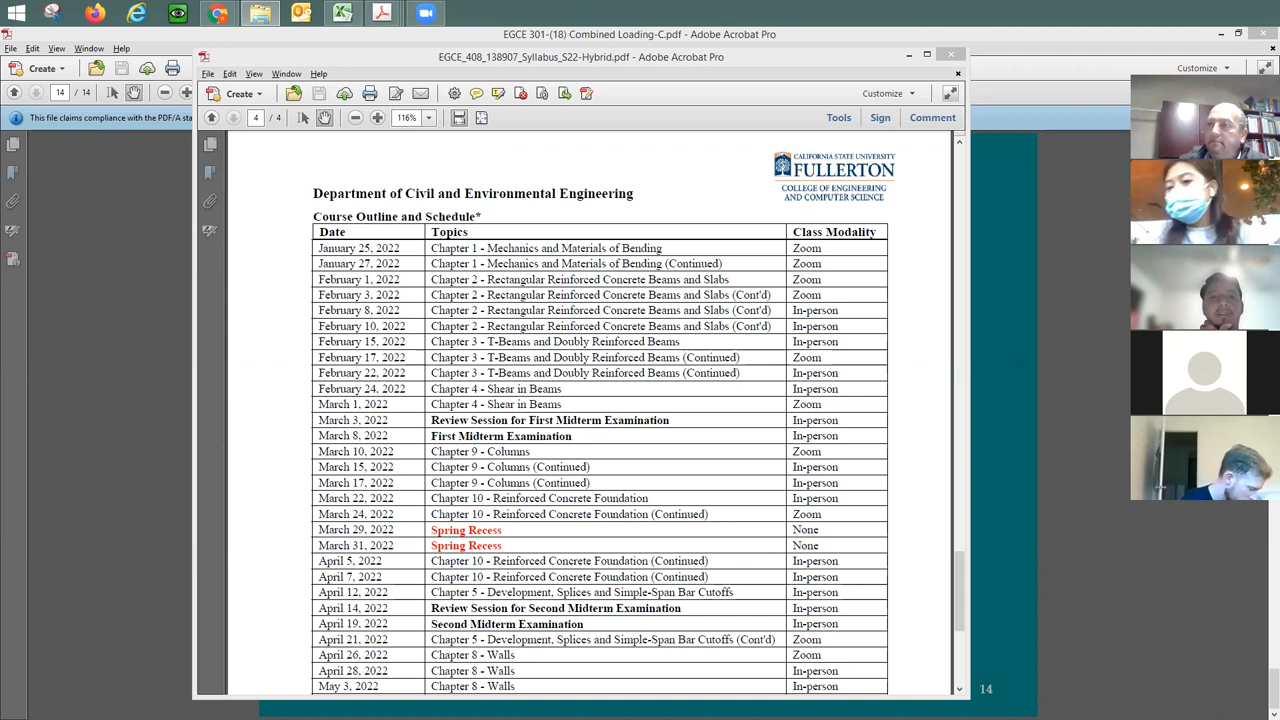 EGCE 301-(18) Combined Loading-C.pdf - Adobe Acrobat Pro
File Edit View Window Help
Create
Customize
14 / 14
This file claims compliance with the PDF/A sta
EGCE_408_138907_Syllabus_S22-Hybrid.pdf - Adobe Acrobat Pro
File Edit View Window Help
Create
Customize
4 / 4
116%
Tools Sign Comment
CALIFORNIA STATE UNIVERSITY
FULLERTON
COLLEGE OF ENGINEERING
AND COMPUTER SCIENCE
Department of Civil and Environmental Engineering
Course Outline and Schedule*
Date Topics Class Modality
January 25, 2022 Chapter 1 - Mechanics and Materials of Bending Zoom
January 27, 2022 Chapter 1 - Mechanics and Materials of Bending (Continued) Zoom
February 1, 2022 Chapter 2 - Rectangular Reinforced Concrete Beams and Slabs Zoom
February 3, 2022 Chapter 2 - Rectangular Reinforced Concrete Beams and Slabs (Cont'd) Zoom
February 8, 2022 Chapter 2 - Rectangular Reinforced Concrete Beams and Slabs (Cont'd) In-person
February 10, 2022 Chapter 2 - Rectangular Reinforced Concrete Beams and Slabs (Cont'd) In-person
February 15, 2022 Chapter 3 - T-Beams and Doubly Reinforced Beams In-person
February 17, 2022 Chapter 3 - T-Beams and Doubly Reinforced Beams (Continued) Zoom
February 22, 2022 Chapter 3 - T-Beams and Doubly Reinforced Beams (Continued) In-person
February 24, 2022 Chapter 4 - Shear in Beams In-person
March 1, 2022 Chapter 4 - Shear in Beams Zoom
March 3, 2022 Review Session for First Midterm Examination In-person
March 8, 2022 First Midterm Examination In-person
March 10, 2022 Chapter 9 - Columns Zoom
March 15, 2022 Chapter 9 - Columns (Continued) In-person
March 17, 2022 Chapter 9 - Columns (Continued) In-person
March 22, 2022 Chapter 10 - Reinforced Concrete Foundation In-person
March 24, 2022 Chapter 10 - Reinforced Concrete Foundation (Continued) Zoom
March 29, 2022 Spring Recess None
March 31, 2022 Spring Recess None
April 5, 2022 Chapter 10 - Reinforced Concrete Foundation (Continued) In-person
April 7, 2022 Chapter 10 - Reinforced Concrete Foundation (Continued) In-person
April 12, 2022 Chapter 5 - Development, Splices and Simple-Span Bar Cutoffs In-person
April 14, 2022 Review Session for Second Midterm Examination In-person
April 19, 2022 Second Midterm Examination In-person
April 21, 2022 Chapter 5 - Development, Splices and Simple-Span Bar Cutoffs (Cont'd) Zoom
April 26, 2022 Chapter 8 - Walls Zoom
April 28, 2022 Chapter 8 - Walls In-person
May 3, 2022 Chapter 8 - Walls In-person
14